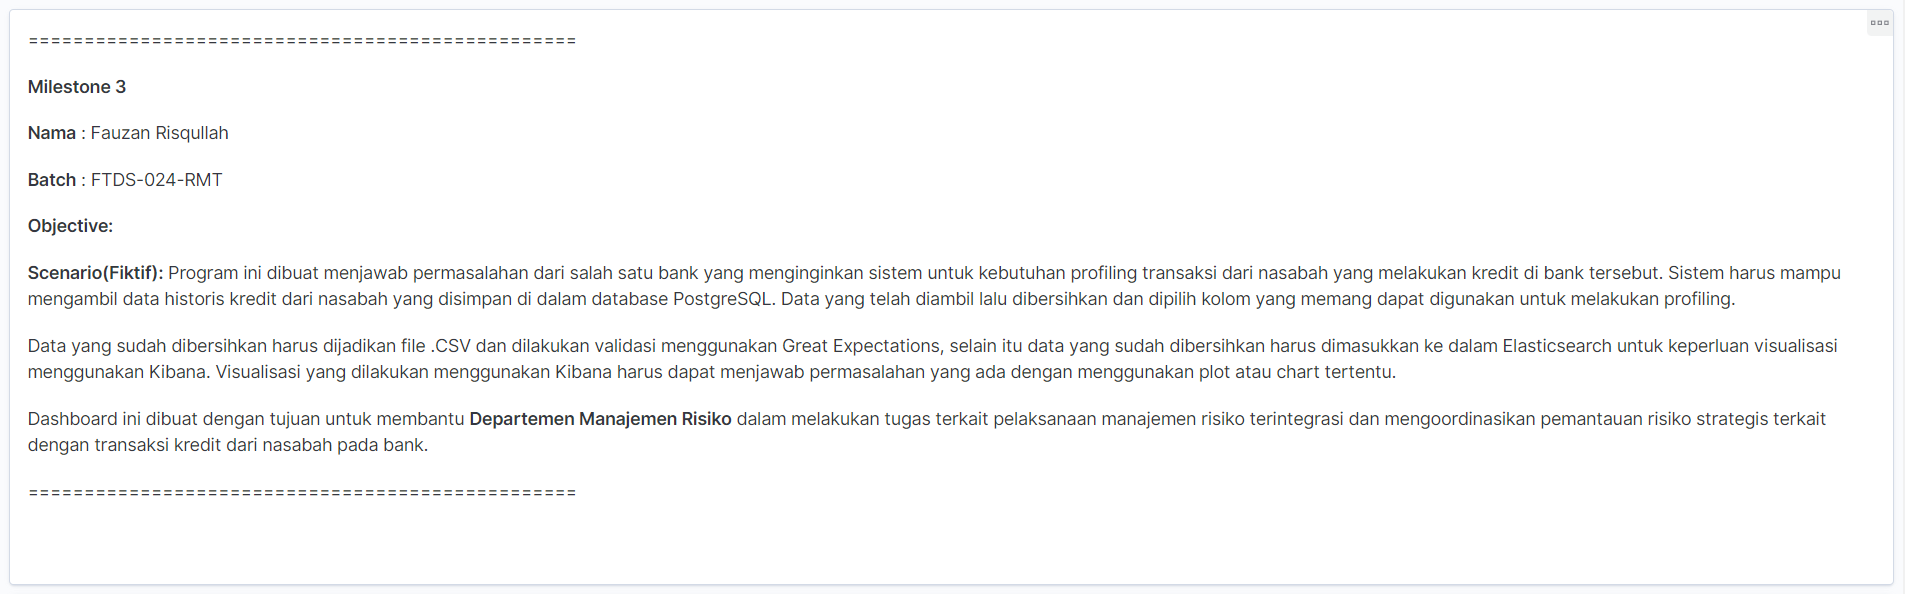 =================================================
Milestone 3
Nama : Fauzan Risqullah
Batch : FTDS-024-RMT
Objective:
Scenario(Fiktif): Program ini dibuat menjawab permasalahan dari salah satu bank yang menginginkan sistem untuk kebutuhan profiling transaksi dari nasabah yang melakukan kredit di bank tersebut. Sistem harus mampu
mengambil data historis kredit dari nasabah yang disimpan di dalam database PostgreSQL. Data yang telah diambil lalu dibersihkan dan dipilih kolom yang memang dapat digunakan untuk melakukan profiling.
Data yang sudah dibersihkan harus dijadikan file .CSV dan dilakukan validasi menggunakan Great Expectations, selain itu data yang sudah dibersihkan harus dimasukkan ke dalam Elasticsearch untuk keperluan visualisasi
menggunakan Kibana. Visualisasi yang dilakukan menggunakan Kibana harus dapat menjawab permasalahan yang ada dengan menggunakan plot atau chart tertentu.
Dashboard ini dibuat dengan tujuan untuk membantu Departemen Manajemen Risiko dalam melakukan tugas terkait pelaksanaan manajemen risiko terintegrasi dan mengoordinasikan pemantauan risiko strategis terkait
dengan transaksi kredit dari nasabah pada bank.
=================================================